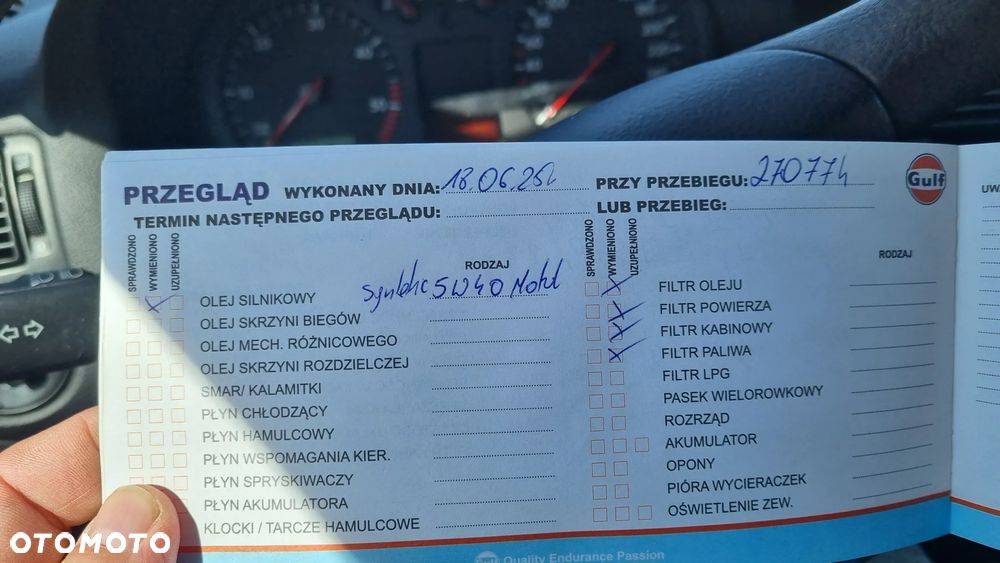 PRZEGLĄD WYKONANY DNIA: 18.06.25r PRZY PRZEBIEGU: 270774 Gulf
TERMIN NASTĘPNEGO PRZEGLĄDU: LUB PRZEBIEG:
SPRAWDZONO WYMIENIONO UZUPEŁNIONO RODZAJ
OLEJ SILNIKOWY 5W40 Motul
OLEJ SKRZYNI BIEGÓW
OLEJ MECH. RÓŻNICOWEGO
OLEJ SKRZYNI ROZDZIELCZEJ
SMAR/ KALAMITKI
PŁYN CHŁODZĄCY
PŁYN HAMULCOWY
PŁYN WSPOMAGANIA KIER.
PŁYN SPRYSKIWACZY
PŁYN AKUMULATORA
KLOCKI / TARCZE HAMULCOWE
SPRAWDZONO WYMIENIONO UZUPEŁNIONO RODZAJ
FILTR OLEJU
FILTR POWIERZA
FILTR KABINOWY
FILTR PALIWA
FILTR LPG
PASEK WIELOROWKOWY
ROZRZĄD
AKUMULATOR
OPONY
PIÓRA WYCIERACZEK
OŚWIETLENIE ZEW.
Gulf Quality Endurance Passion
OTOMOTO